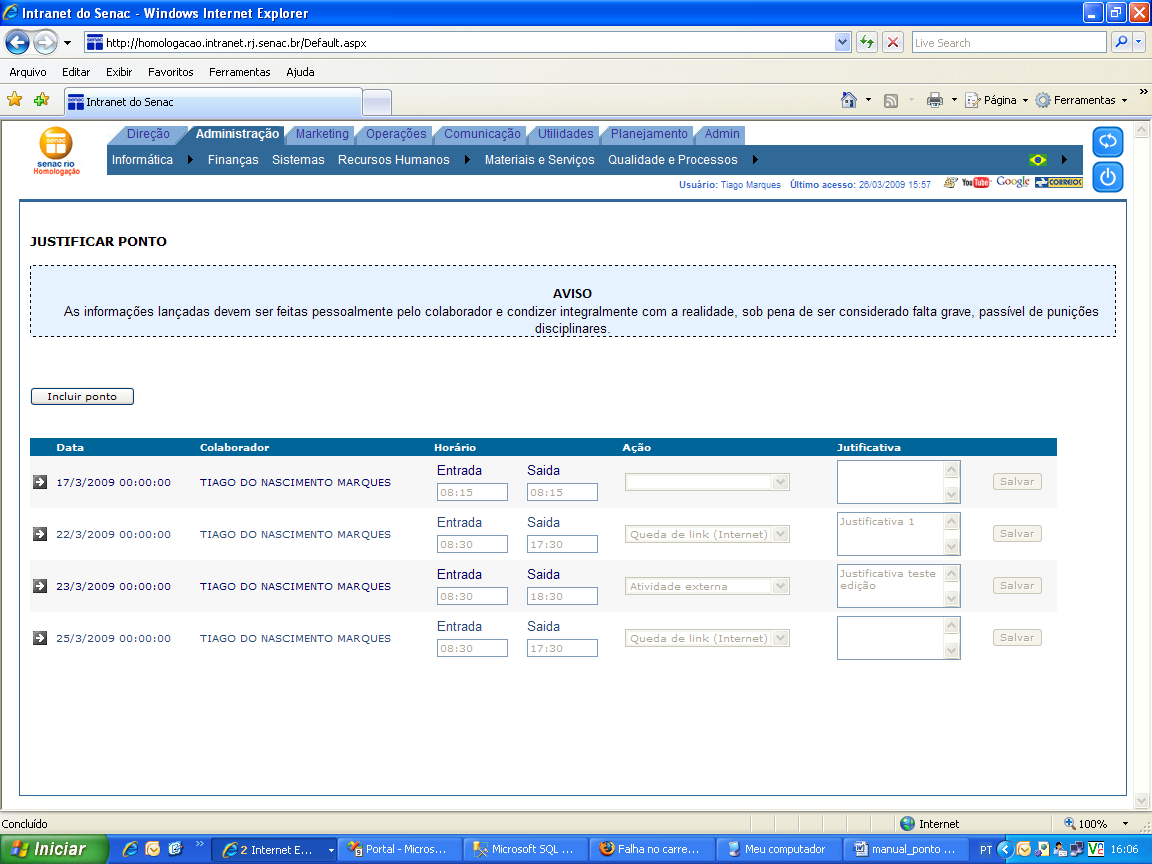 Intranet do Senac - Windows Internet Explorer
http://homologacao.intranet.rj.senac.br/Default.aspx
Live Search
Arquivo Editar Exibir Favoritos Ferramentas Ajuda
Intranet do Senac
Página Ferramentas
senac rio
Homologação
Direção Administração Marketing Operações Comunicação Utilidades Planejamento Admin
Informática Finanças Sistemas Recursos Humanos Materiais e Serviços Qualidade e Processos
Usuário: Tiago Marques Último acesso: 26/03/2009 15:57 YouTube Google CORREIOS
JUSTIFICAR PONTO
AVISO
As informações lançadas devem ser feitas pessoalmente pelo colaborador e condizer integralmente com a realidade, sob pena de ser considerado falta grave, passível de punições
disciplinares.
Incluir ponto
Data Colaborador Horário Ação Jutificativa
Entrada Saida
17/3/2009 00:00:00 TIAGO DO NASCIMENTO MARQUES 08:15 08:15 Salvar
Entrada Saida
22/3/2009 00:00:00 TIAGO DO NASCIMENTO MARQUES 08:30 17:30 Queda de link (Internet) Justificativa 1 Salvar
Entrada Saida
23/3/2009 00:00:00 TIAGO DO NASCIMENTO MARQUES 08:30 18:30 Atividade externa Justificativa teste edição Salvar
Entrada Saida
25/3/2009 00:00:00 TIAGO DO NASCIMENTO MARQUES 08:30 17:30 Queda de link (Internet) Salvar
Concluído Internet 100%
Iniciar 2 Internet E... Portal - Micros... Microsoft SQL ... Falha no carre... Meu computador manual_ponto ... PT 16:06